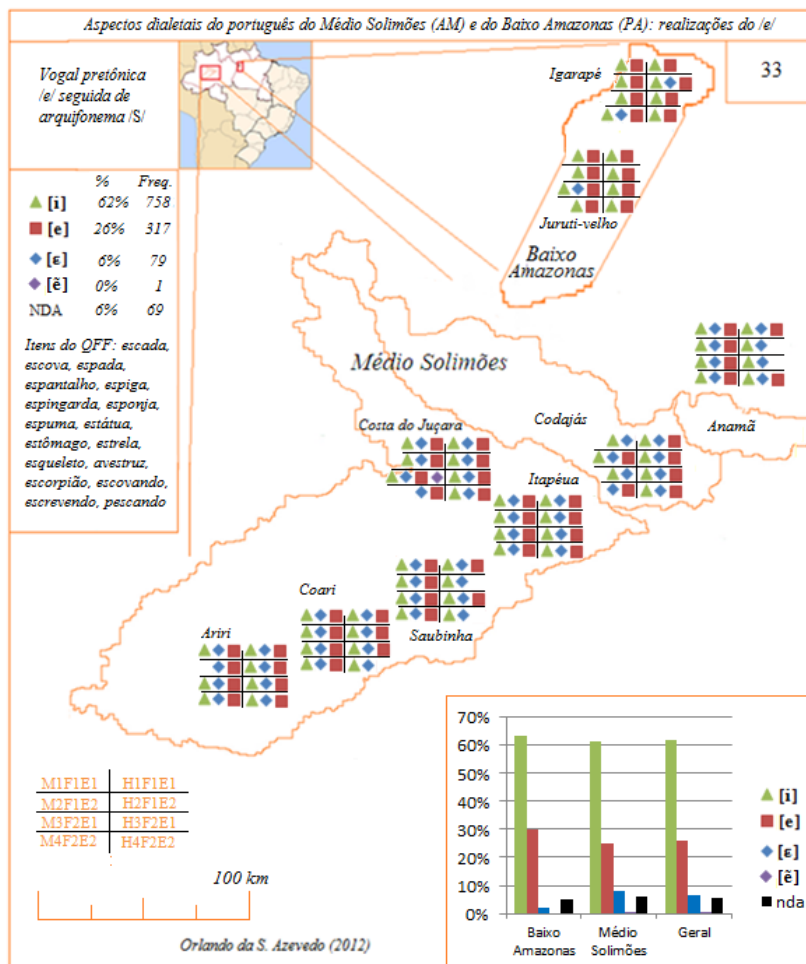 Aspectos dialetais do português do Médio Solimões (AM) e do Baixo Amazonas (PA): realizações do /e/
Vogal pretônica
/e/ seguida de
arquifonema /S/
33
% Freq.
[i] 62% 758
[e] 26% 317
[ɛ] 6% 79
[ẽ] 0% 1
NDA 6% 69
Itens do QFF: escada,
escova, espada,
espantalho, espiga,
espingarda, esponja,
espuma, estátua,
estômago, estrela,
esqueleto, avestruz,
escorpião, escovando,
escrevendo, pescando
Igarapé
Juruti-velho
Baixo
Amazonas
Médio Solimões
Costa do Juçara
Codajás
Anamã
Itapéua
Coari
Saubinha
Ariri
M1F1E1 H1F1E1
M2F1E2 H2F1E2
M3F2E1 H3F2E1
M4F2E2 H4F2E2
100 km
Orlando da S. Azevedo (2012)
70%
60%
50%
40%
30%
20%
10%
0%
Baixo
Amazonas
Médio
Solimões
Geral
[i]
[e]
[ɛ]
[ẽ]
nda